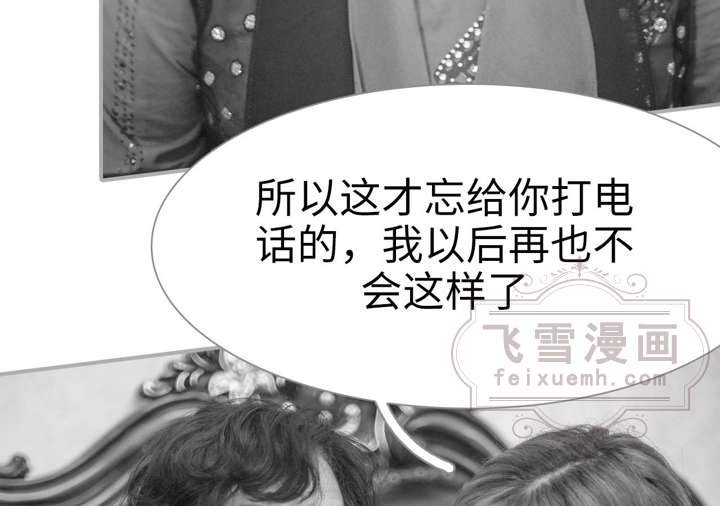 所以这才忘给你打电
话的，我以后再也不
会这样了
飞雪漫画
feixuemh.com